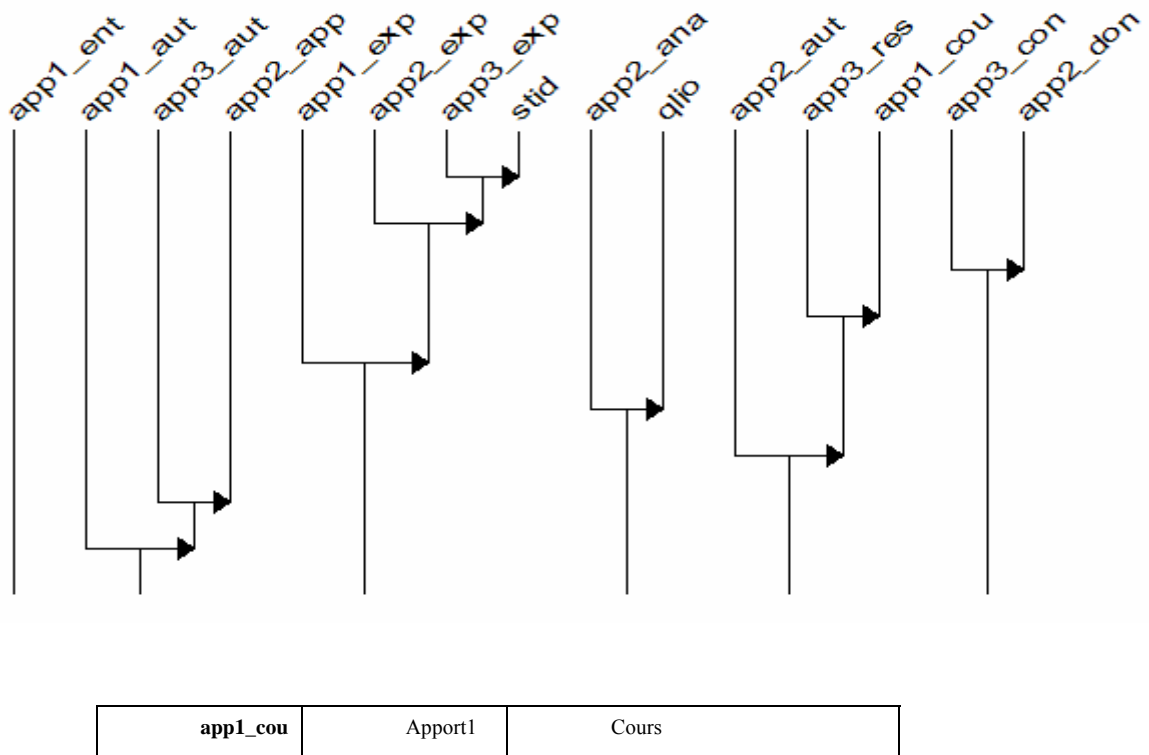 app1_ent
app1_aut
app3_aut
app2_app
app1_exp
app2_exp
app3_exp
stid
app2_ana
qlio
app2_aut
app3_res
app1_cou
app3_con
app2_don
app1_cou Apport1 Cours